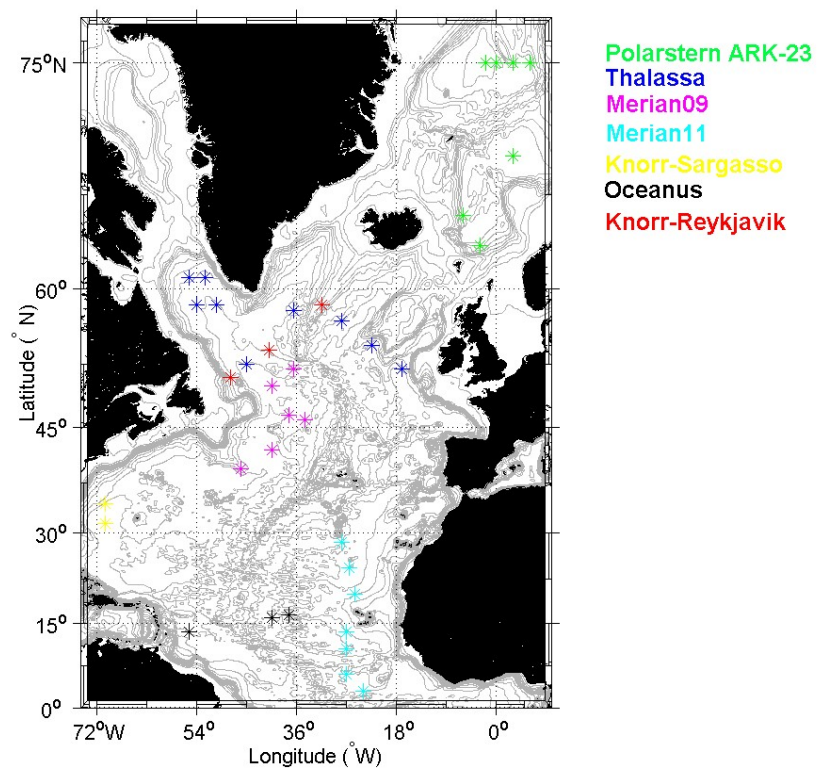 75°N
60°
45°
30°
15°
0°
Latitude (° N)
72°W
54°
36°
18°
0°
Longitude (°W)
Polarstern ARK-23
Thalassa
Merian09
Merian11
Knorr-Sargasso
Oceanus
Knorr-Reykjavik